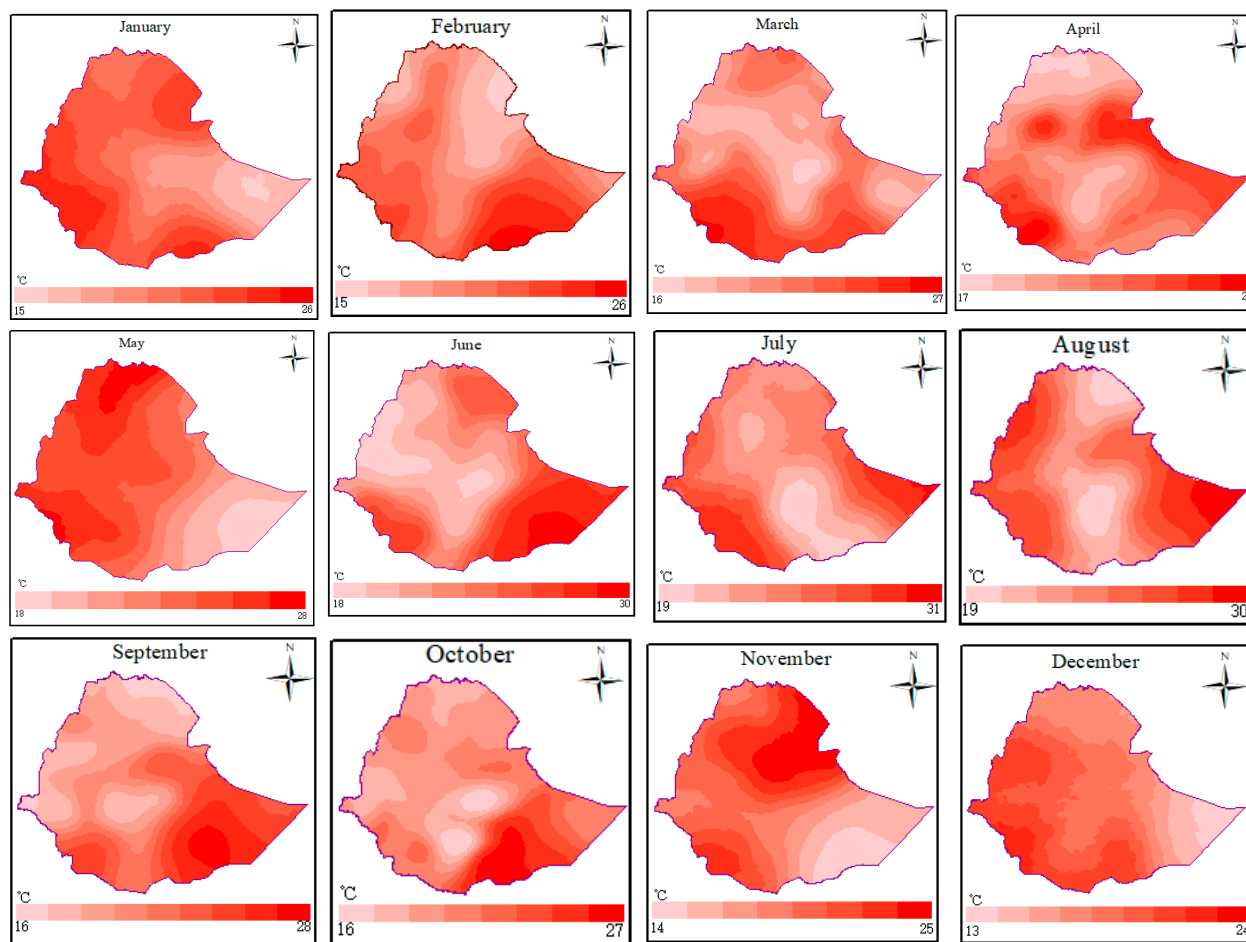 January
N
°C
15 26
February
N
°C
15 26
March
N
°C
16 27
April
N
°C
17
May
N
°C
18 28
June
N
°C
18 30
July
N
°C
19 31
August
N
°C
19 30
September
N
°C
16 28
October
N
°C
16 27
November
N
°C
14 25
December
N
°C
13 24